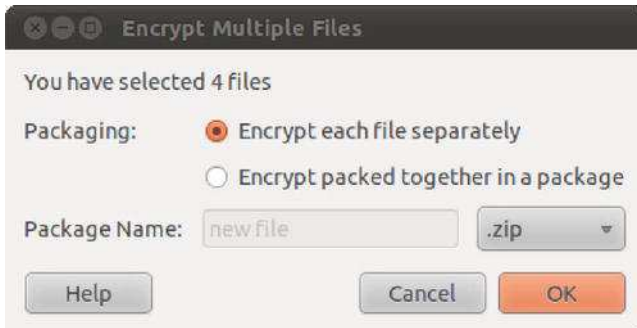 Encrypt Multiple Files
You have selected 4 files
Packaging: Encrypt each file separately
Encrypt packed together in a package
Package Name: new file .zip
Help Cancel OK